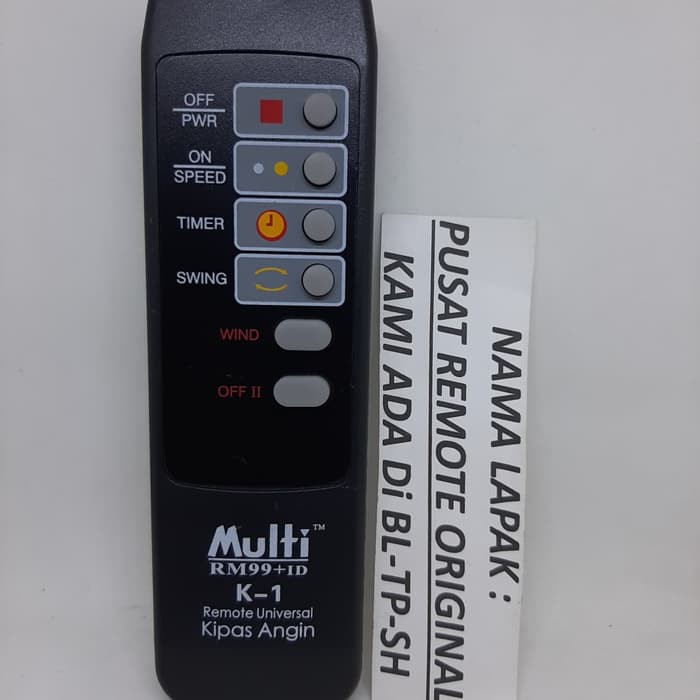 OFF
PWR
ON
SPEED
TIMER
SWING
WIND
OFF II
Multi™
RM99+ID
K-1
Remote Universal
Kipas Angin
NAMA LAPAK :
PUSAT REMOTE ORIGINAL
KAMI ADA Di BL-TP-SH